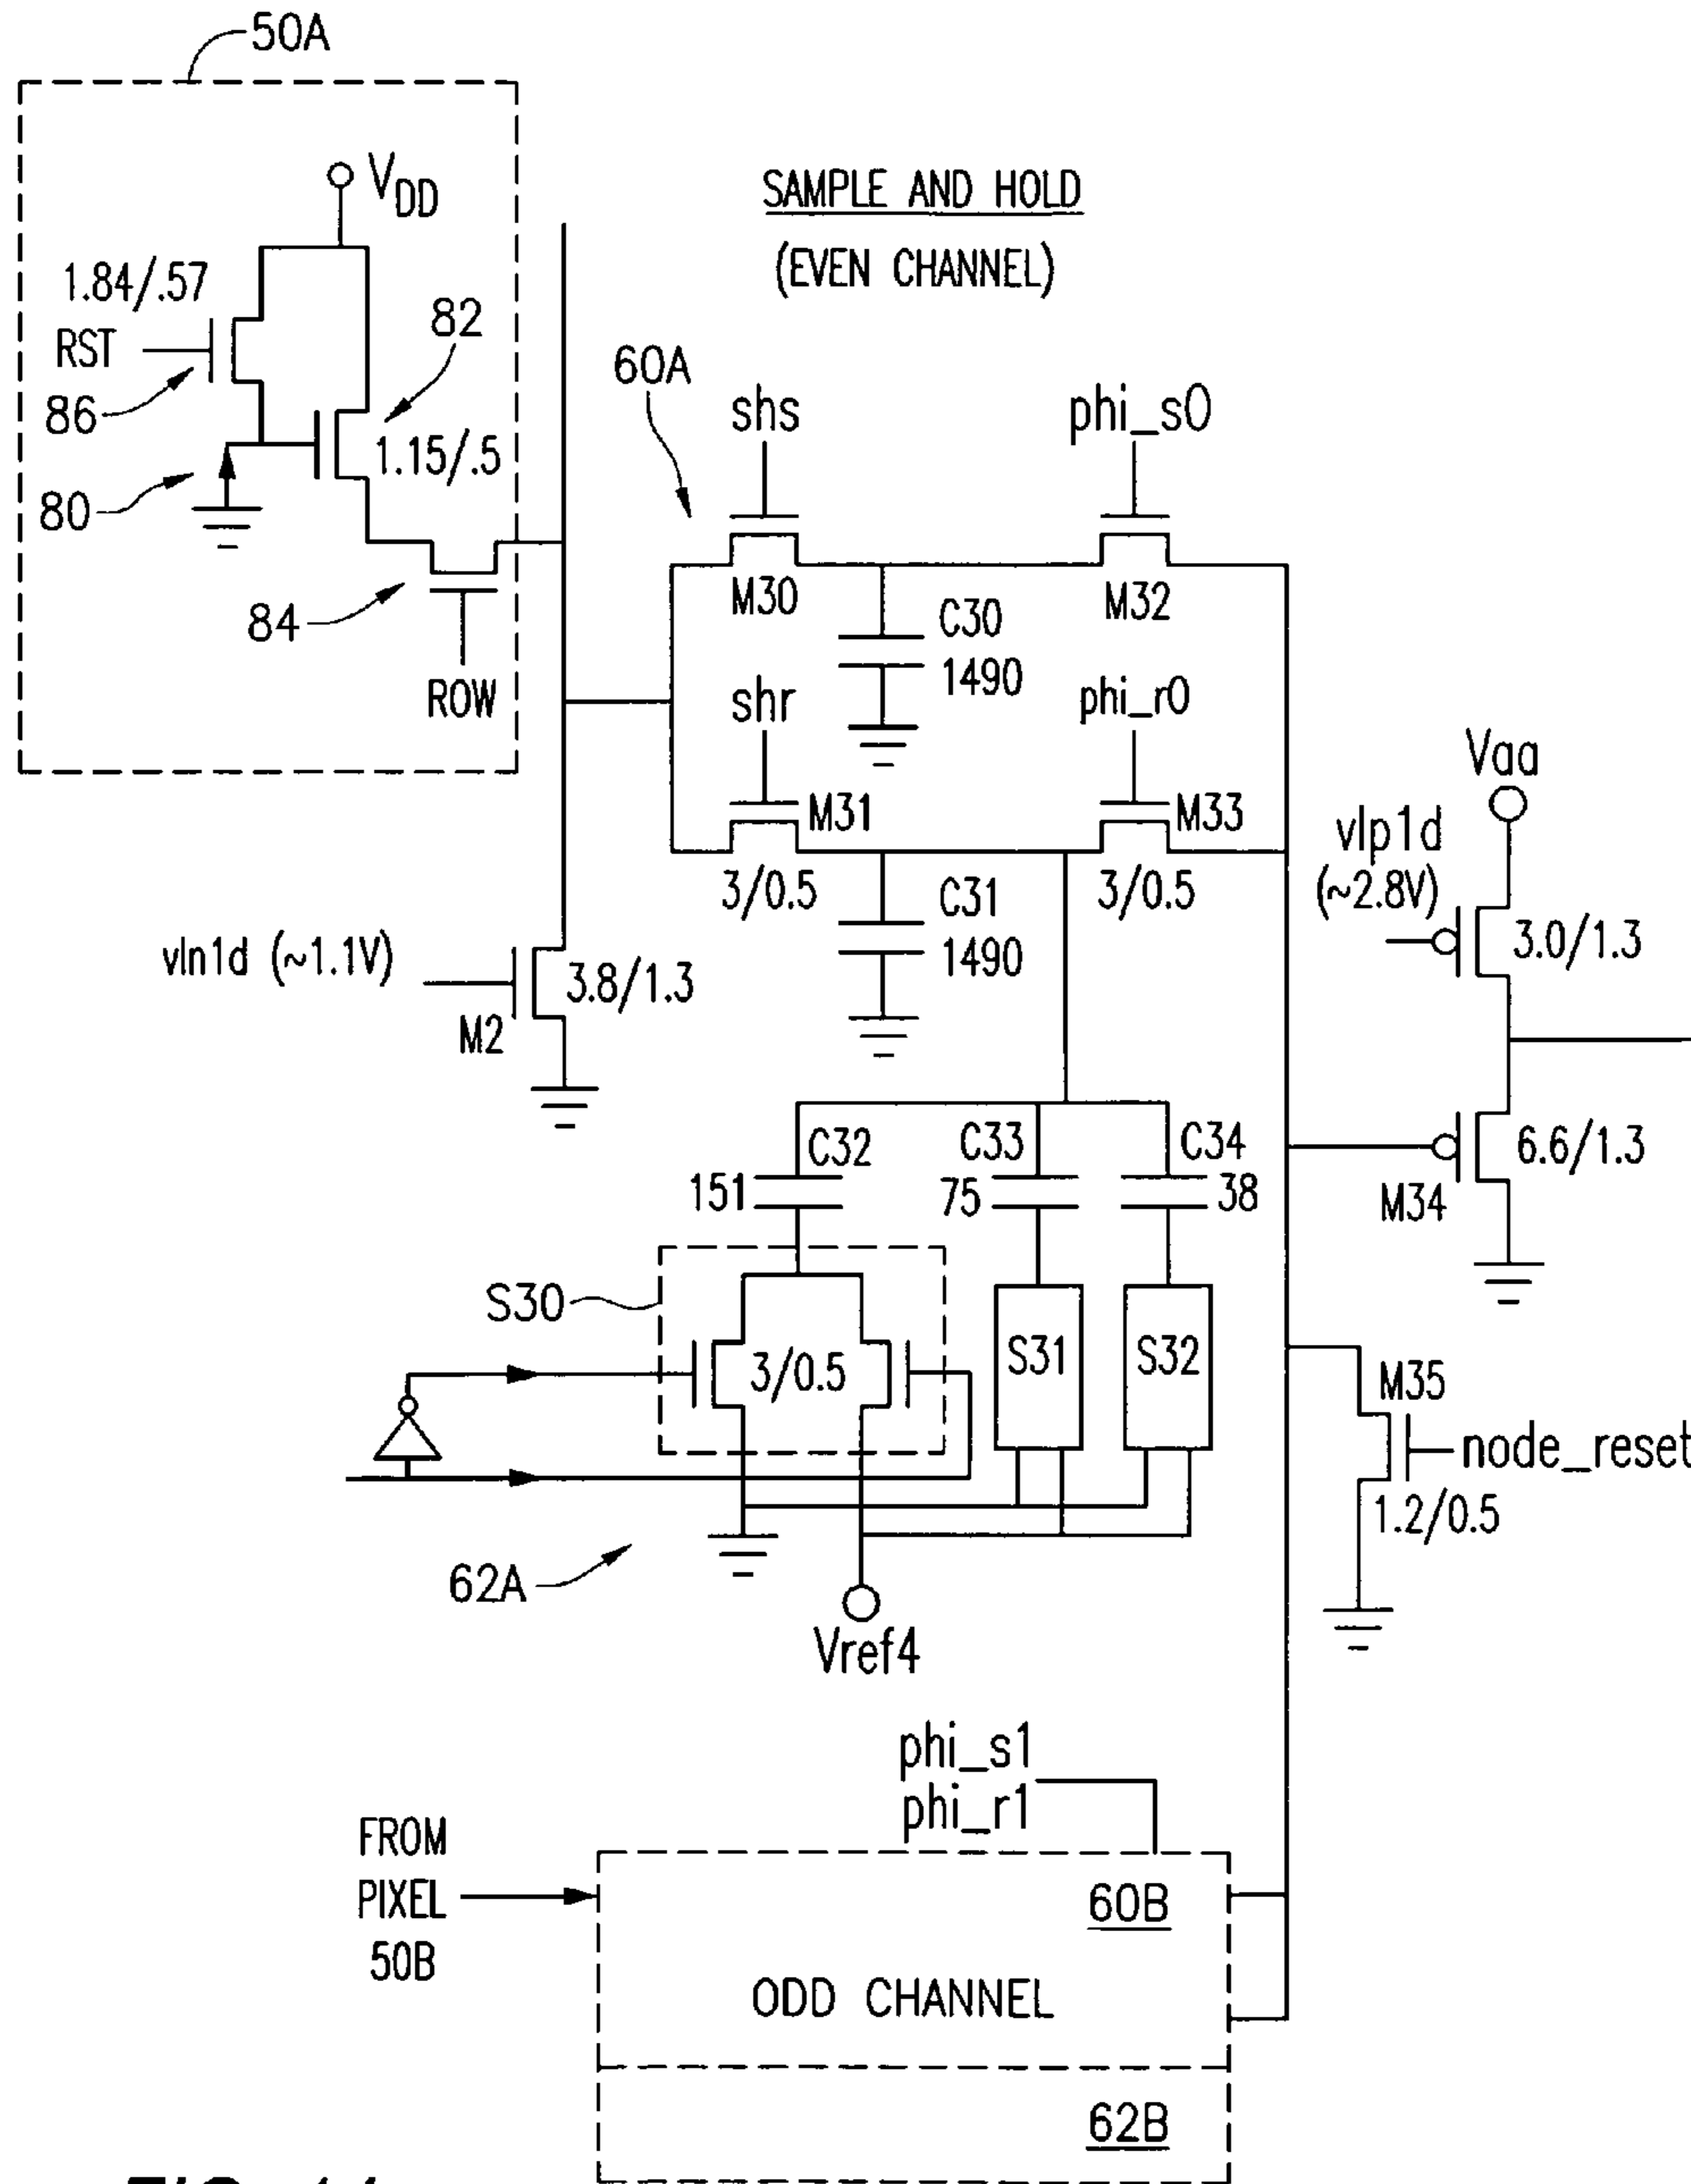 50A
VDD
SAMPLE AND HOLD
(EVEN CHANNEL)
1.84/.57
RST
86
82
1.15/.5
80
84
ROW
60A
shs
phi_s0
M30
M32
C30
1490
shr
phi_r0
M31
M33
3/0.5
3/0.5
C31
1490
Vaa
vlp1d
(~2.8V)
3.0/1.3
vln1d (~1.1V)
3.8/1.3
M2
C32
151
C33
75
C34
38
6.6/1.3
M34
S30
3/0.5
S31
S32
M35
node_reset
1.2/0.5
62A
Vref4
phi_s1
phi_r1
FROM
PIXEL
50B
60B
ODD CHANNEL
62B